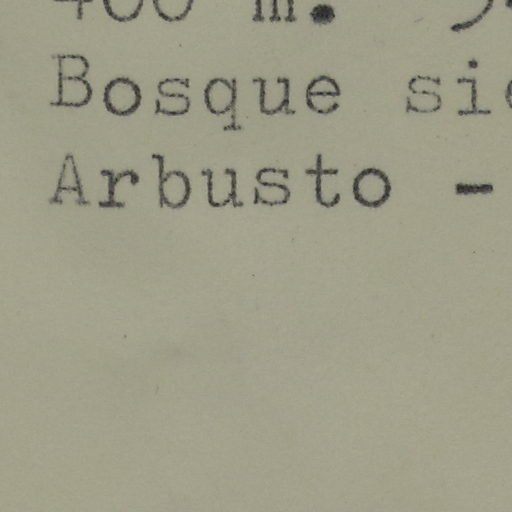 400 m.
Bosque
Arbusto -